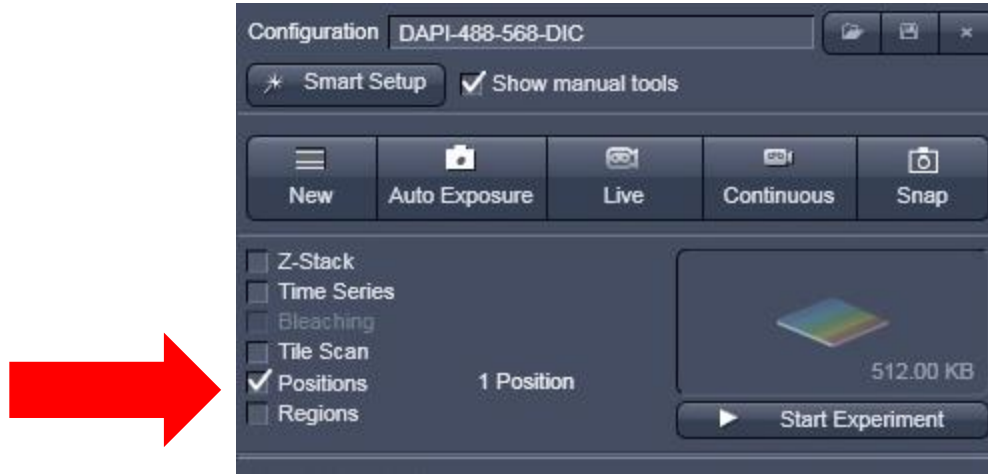 Configuration DAPI-488-568-DIC
Smart Setup Show manual tools
New Auto Exposure Live Continuous Snap
Z-Stack
Time Series
Bleaching
Tile Scan
Positions 1 Position
Regions
512.00 KB
Start Experiment